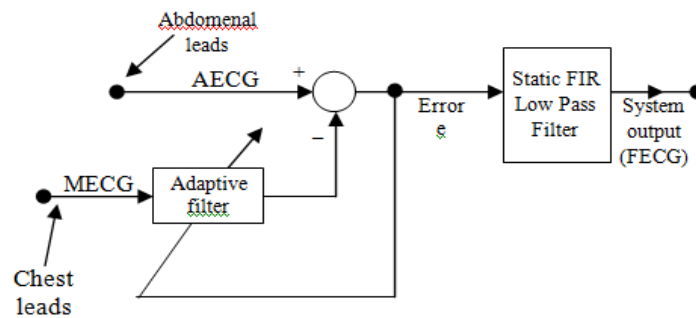 Abdomenal
leads
AECG
+
Error
e
Static FIR
Low Pass
Filter
System
output
(FECG)
−
MECG
Adaptive
filter
Chest
leads